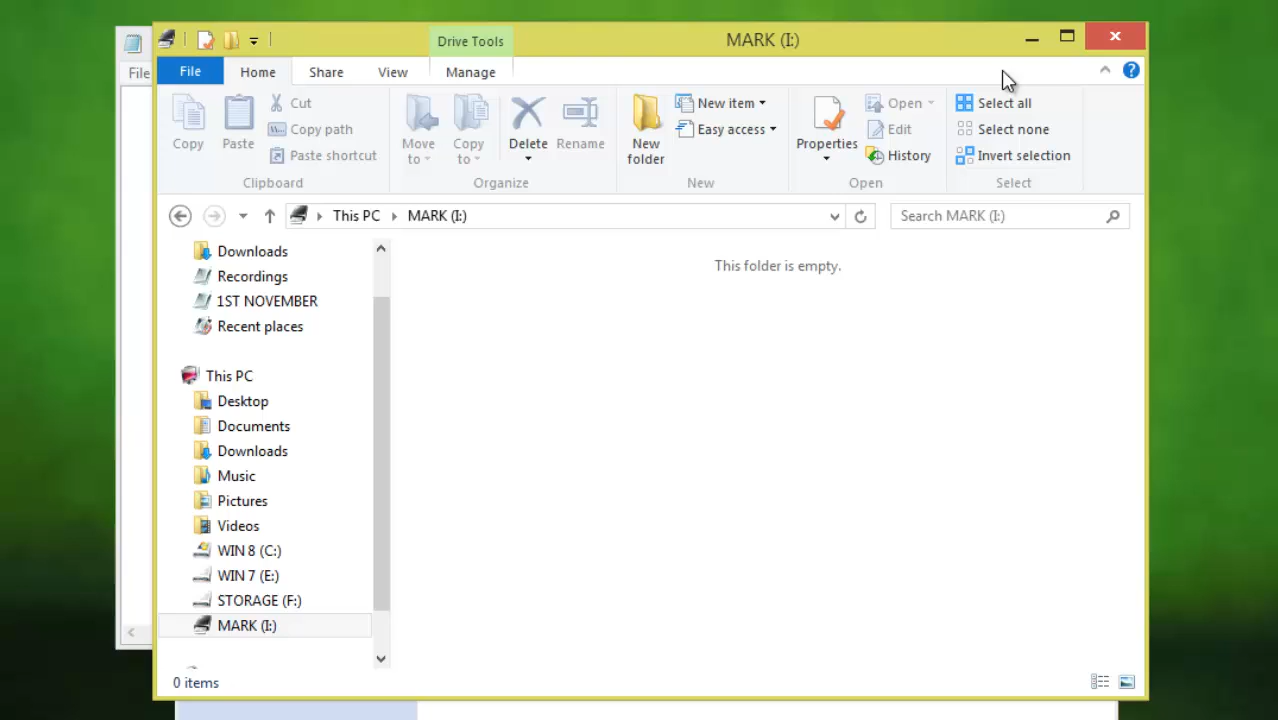 Drive Tools
MARK (I:)
File
File
Home
Share
View
Manage
Copy
Paste
Cut
Copy path
Paste shortcut
Clipboard
Move to
Copy to
Delete
Rename
Organize
New folder
New item
Easy access
New
Properties
Open
Edit
History
Open
Select all
Select none
Invert selection
Select
This PC
MARK (I:)
Search MARK (I:)
Downloads
Recordings
1ST NOVEMBER
Recent places
This PC
Desktop
Documents
Downloads
Music
Pictures
Videos
WIN 8 (C:)
WIN 7 (E:)
STORAGE (F:)
MARK (I:)
This folder is empty.
0 items